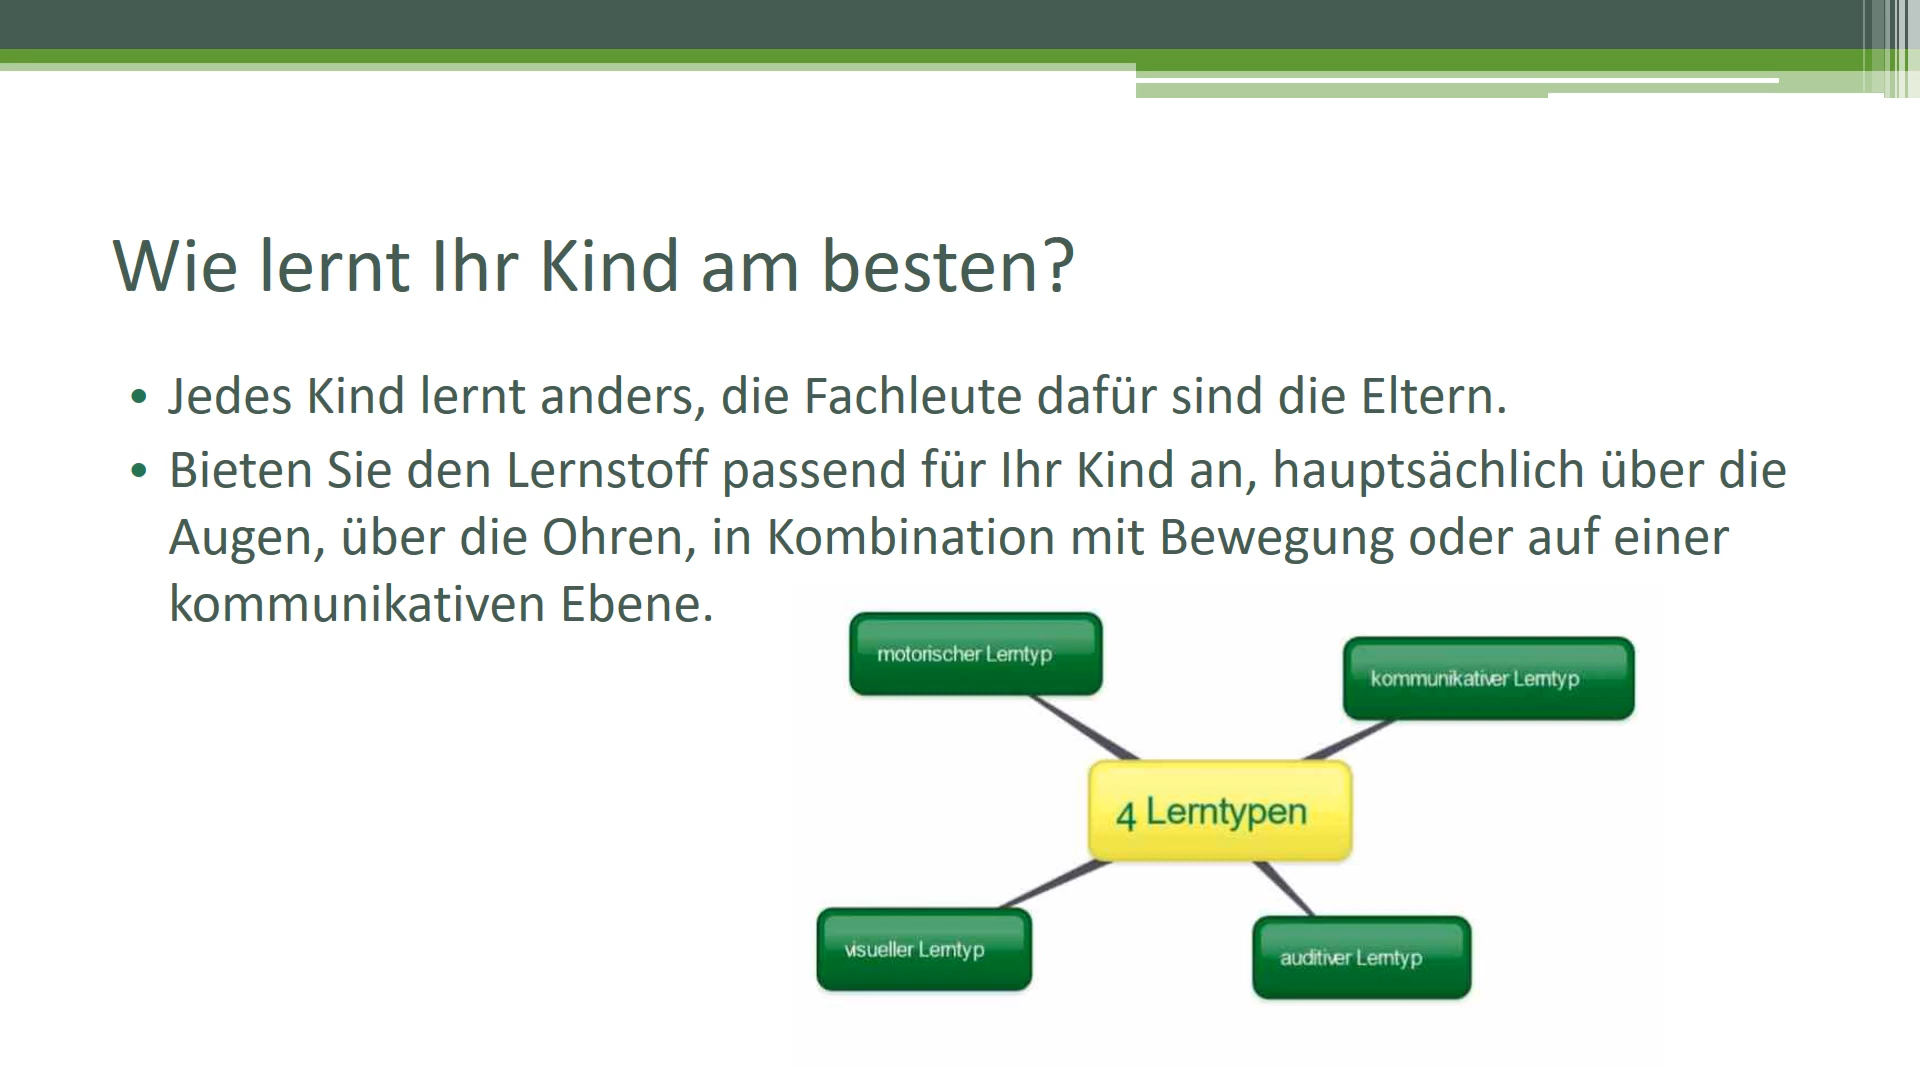 Wie lernt Ihr Kind am besten?
• Jedes Kind lernt anders, die Fachleute dafür sind die Eltern.
• Bieten Sie den Lernstoff passend für Ihr Kind an, hauptsächlich über die
Augen, über die Ohren, in Kombination mit Bewegung oder auf einer
kommunikativen Ebene.
motorischer Lerntyp
kommunikativer Lerntyp
4 Lerntypen
visueller Lerntyp
auditiver Lerntyp